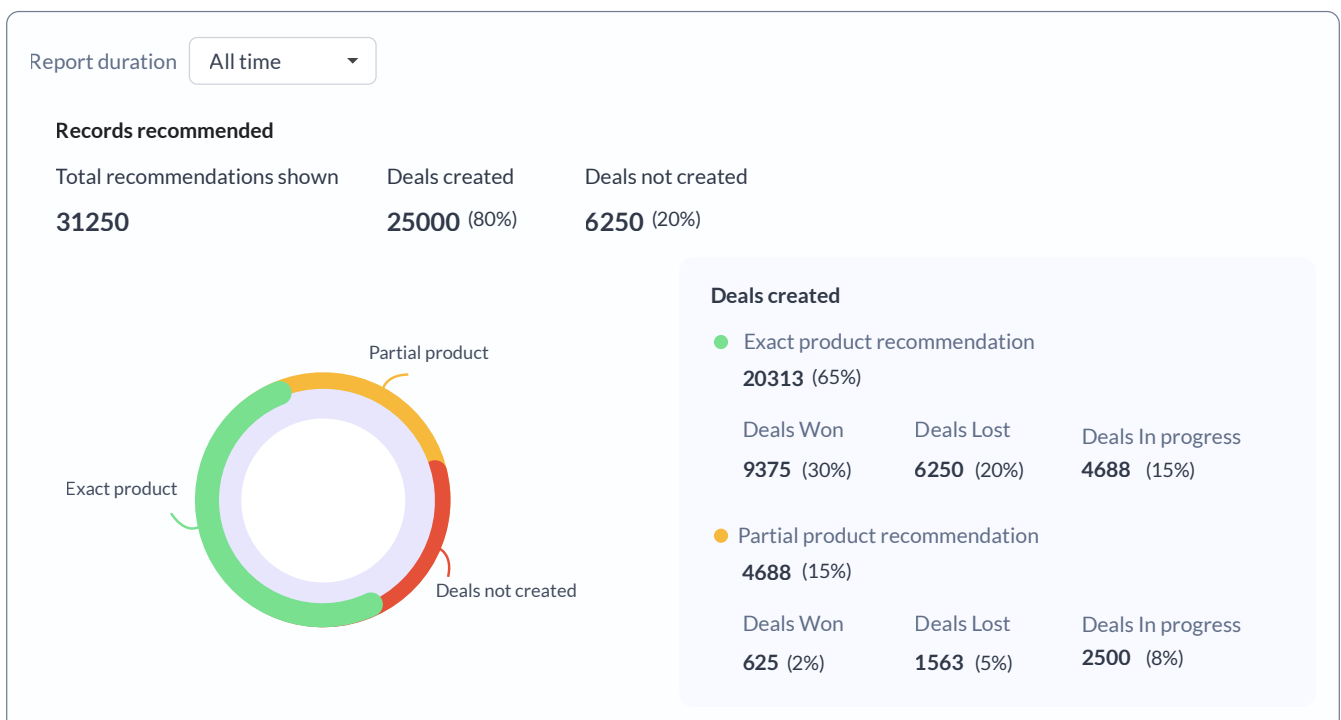 Report duration All time
Records recommended
Total recommendations shown Deals created Deals not created
31250 25000 (80%) 6250 (20%)
Partial product
Exact product
Deals not created
Deals created
Exact product recommendation
20313 (65%)
Deals Won Deals Lost Deals In progress
9375 (30%) 6250 (20%) 4688 (15%)
Partial product recommendation
4688 (15%)
Deals Won Deals Lost Deals In progress
625 (2%) 1563 (5%) 2500 (8%)